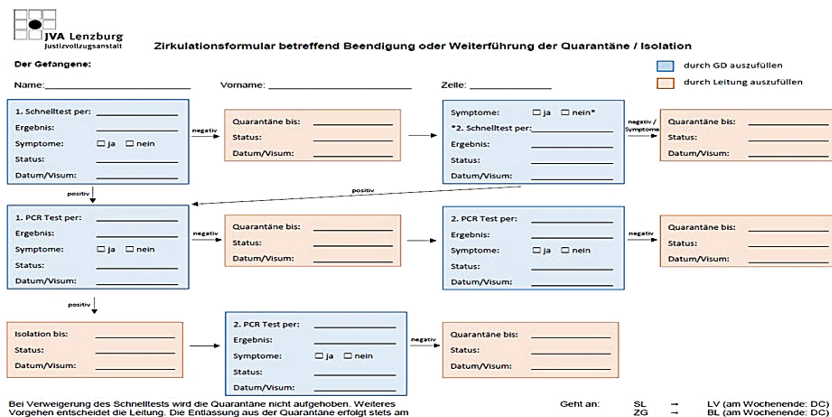 JVA Lenzburg
Justizvollzugsanstalt
Zirkulationsformular betreffend Beendigung oder Weiterführung der Quarantäne / Isolation
Der Gefangene:
durch GD auszufüllen
durch Leitung auszufüllen
Name: Vorname: Zelle:
1. Schnelltest per:
Ergebnis:
Symptome: ja nein
Status:
Datum/Visum:
negativ
Quarantäne bis:
Status:
Datum/Visum:
Symptome: ja nein*
*2. Schnelltest per:
Ergebnis:
Status:
Datum/Visum:
negativ /
Symptome
Quarantäne bis:
Status:
Datum/Visum:
positiv
positiv
1. PCR Test per:
Ergebnis:
Symptome: ja nein
Status:
Datum/Visum:
negativ
Quarantäne bis:
Status:
Datum/Visum:
2. PCR Test per:
Ergebnis:
Symptome: ja nein
Status:
Datum/Visum:
negativ
Quarantäne bis:
Status:
Datum/Visum:
positiv
Isolation bis:
Status:
Datum/Visum:
2. PCR Test per:
Ergebnis:
Symptome: ja nein
Status:
Datum/Visum:
negativ
Quarantäne bis:
Status:
Datum/Visum:
Bei Verweigerung des Schnelltests wird die Quarantäne nicht aufgehoben. Weiteres
Vorgehen entscheidet die Leitung. Die Entlassung aus der Quarantäne erfolgt stets am
Geht an: SL → LV (am Wochenende: DC)
ZG → BL (am Wochenende: DC)